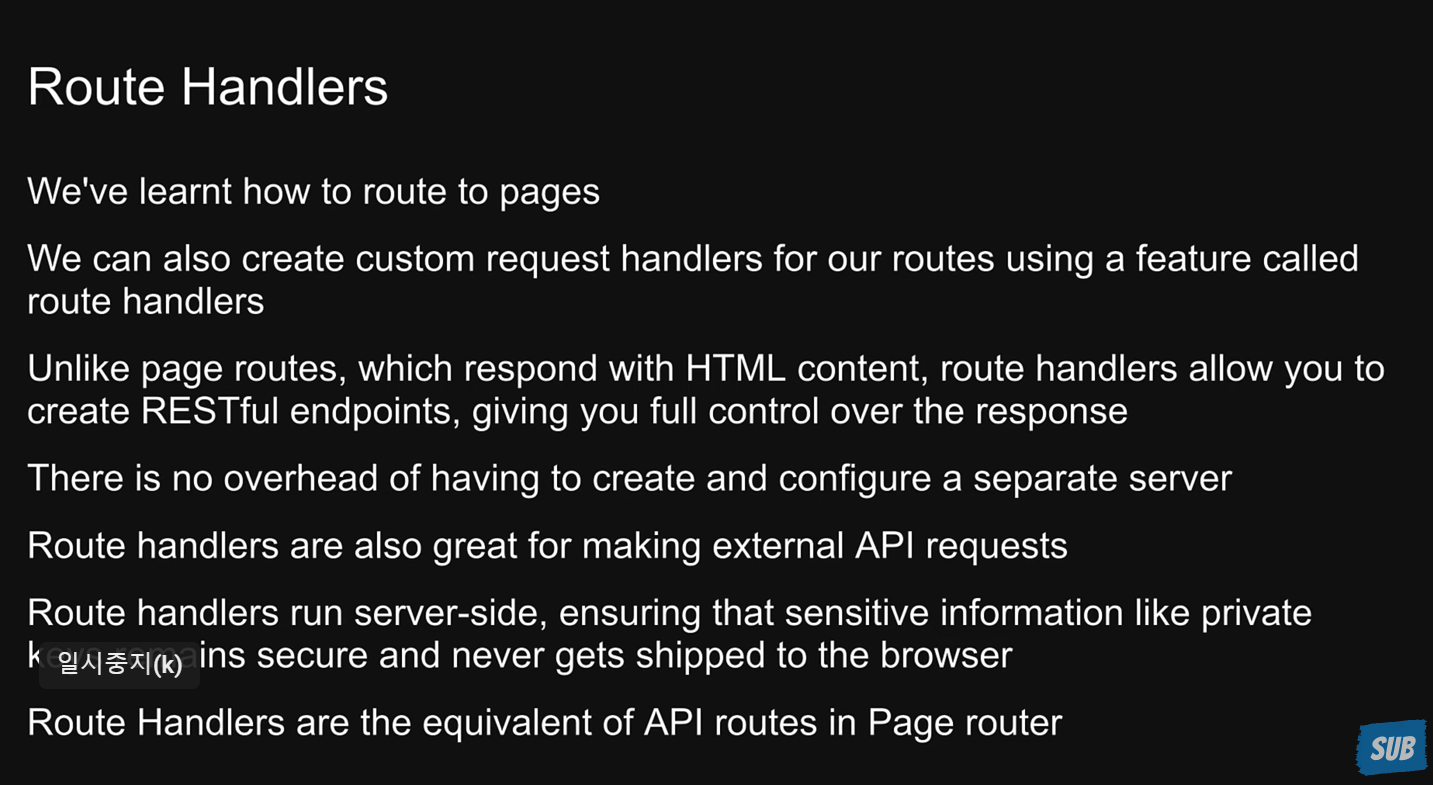 Route Handlers
We've learnt how to route to pages
We can also create custom request handlers for our routes using a feature called
route handlers
Unlike page routes, which respond with HTML content, route handlers allow you to
create RESTful endpoints, giving you full control over the response
There is no overhead of having to create and configure a separate server
Route handlers are also great for making external API requests
Route handlers run server-side, ensuring that sensitive information like private
keys remains secure and never gets shipped to the browser
일시중지(k)
Route Handlers are the equivalent of API routes in Page router
SUB